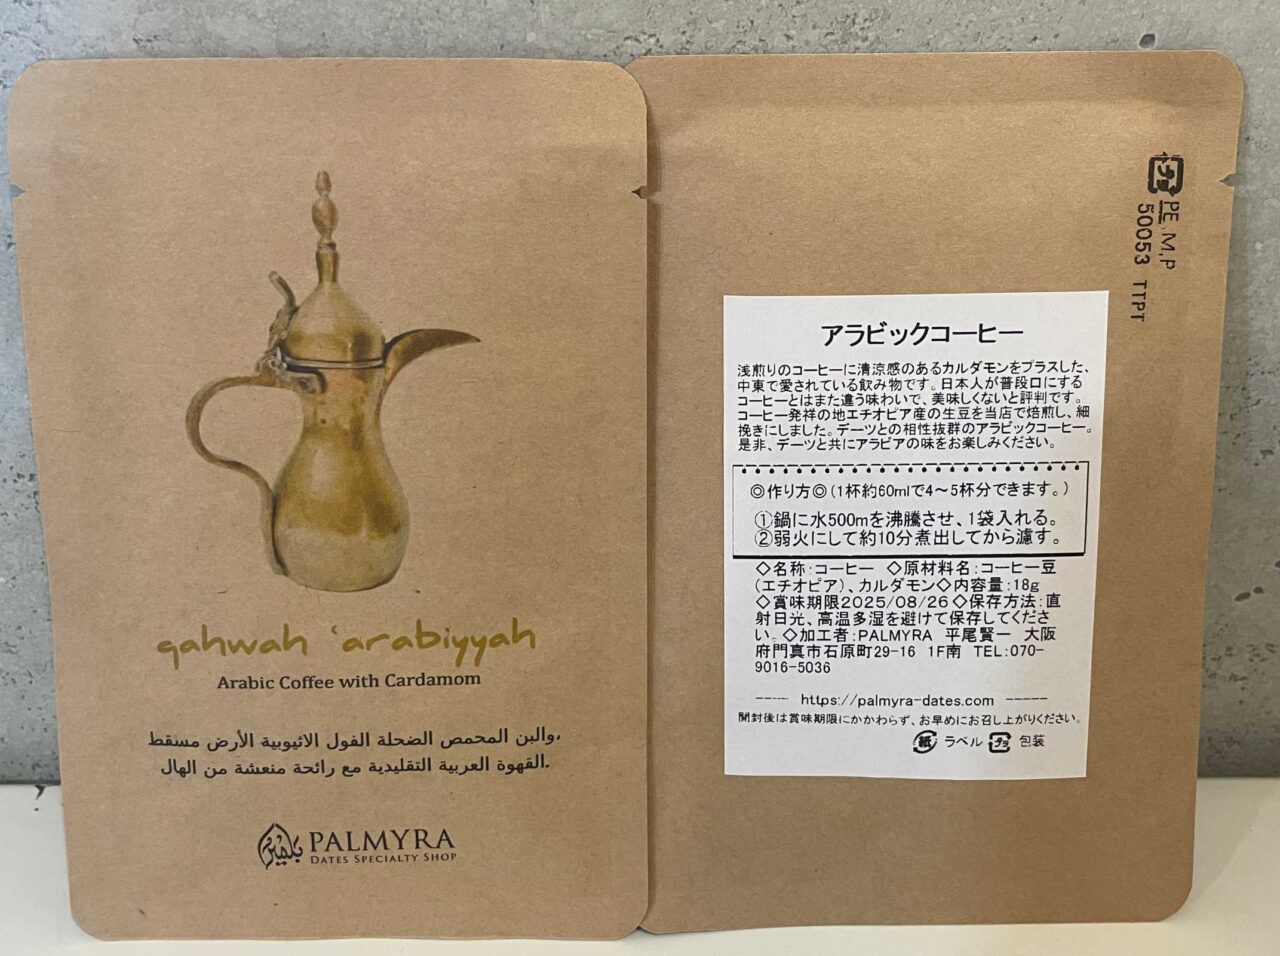 qahwah ‘arabiyyah
Arabic Coffee with Cardamom
والبن المحمص الضحلة الفول الاثيوبية الأرض مسقط،
القهوة العربية التقليدية مع رائحة منعشة من الهال.
PALMYRA
DATES SPECIALTY SHOP
プラ
PE,M,P
50053 TTPT
アラビックコーヒー
浅煎りのコーヒーに清涼感のあるカルダモンをプラスした、
中東で愛されている飲み物です。日本人が普段口にする
コーヒーとはまた違う味わいで、美味しくないと評判です。
コーヒー発祥の地エチオピア産の生豆を当店で焙煎し、細
挽きにしました。デーツとの相性抜群のアラビックコーヒー。
是非、デーツと共にアラビアの味をお楽しみください。
◎作り方◎(1杯約60mlで4〜5杯分できます。)
①鍋に水500mを沸騰させ、1袋入れる。
②弱火にして約10分煮出してから濾す。
◇名称:コーヒー ◇原材料名:コーヒー豆
(エチオピア)、カルダモン◇内容量:18g
◇賞味期限2025/08/26◇保存方法:直
射日光、高温多湿を避けて保存してくださ
い。◇加工者:PALMYRA 平尾賢一 大阪
府門真市石原町29-16 1F南 TEL:070-
9016-5036
https://palmyra-dates.com
開封後は賞味期限にかかわらず、お早めにお召し上がりください。
紙 ラベル プラ 包装